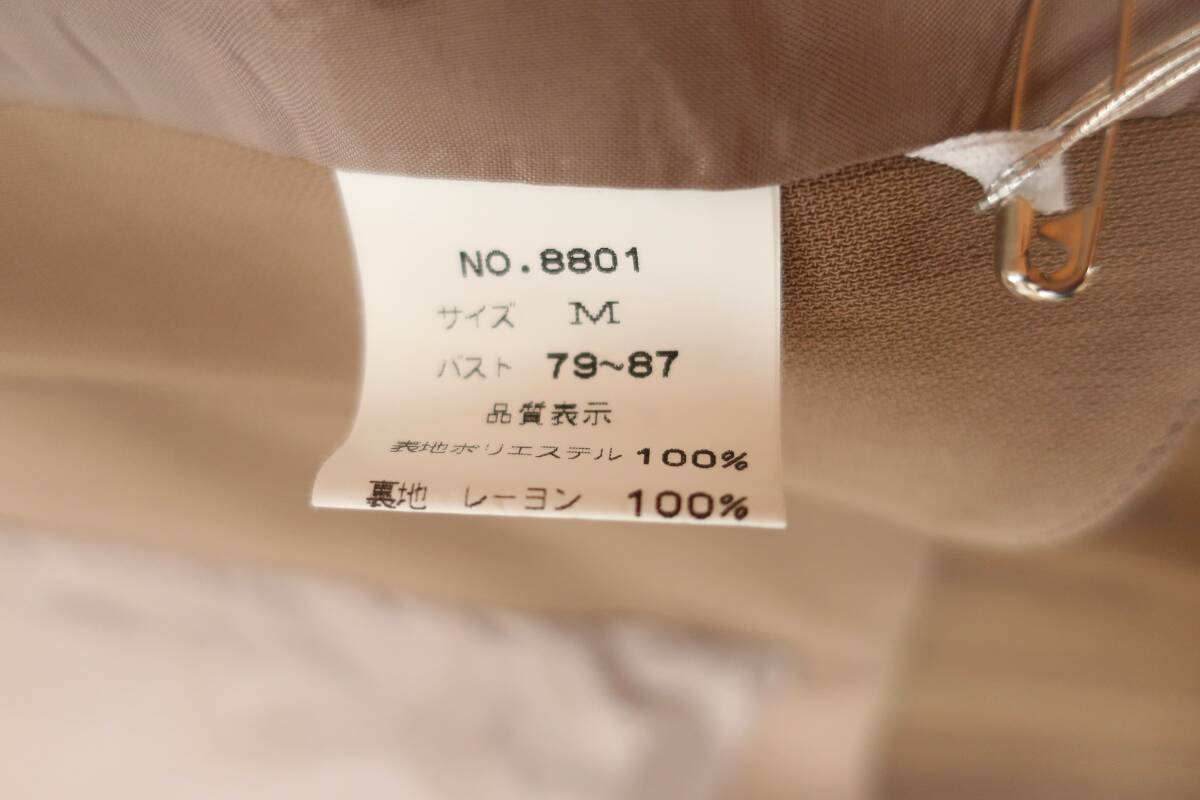 NO.8801
サイズ M
バスト 79~87
品質表示
表地ポリエステル 100%
裏地 レーヨン 100%